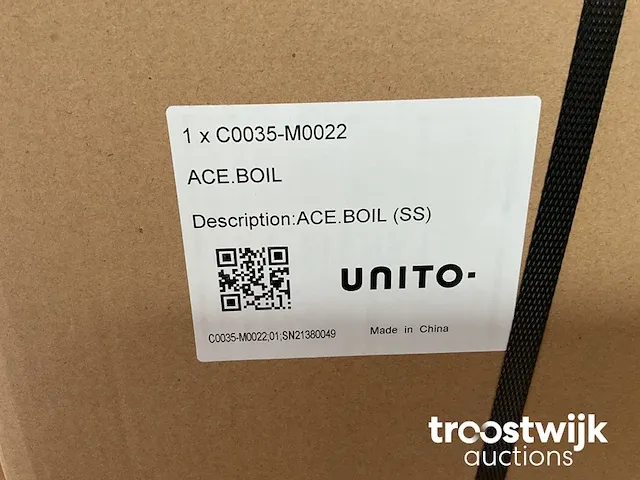 1 x C0035-M0022
ACE.BOIL
Description:ACE.BOIL (SS)
UNITO·
C0035-M0022;01;SN21380049
Made in China
troostwijk
auctions